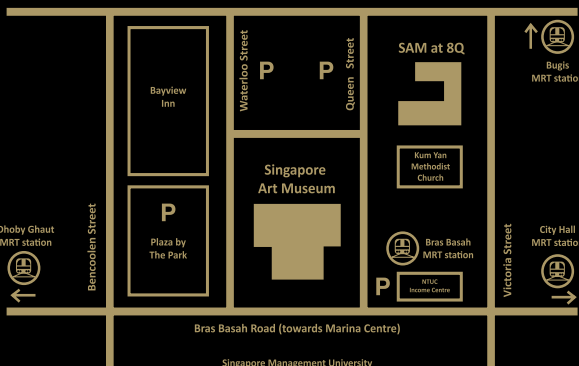 SAM at 8Q
Bugis
MRT statio
Waterloo Street
P
P
Queen Street
Bayview
Inn
Kum Yan
Methodist
Church
Singapore
Art Museum
P
Plaza by
The Park
Dhoby Ghaut
MRT station
Bencoolen Street
Bras Basah
MRT station
Victoria Street
City Hall
MRT statio
P
NTUC
Income Centre
Bras Basah Road (towards Marina Centre)
Singapore Management University